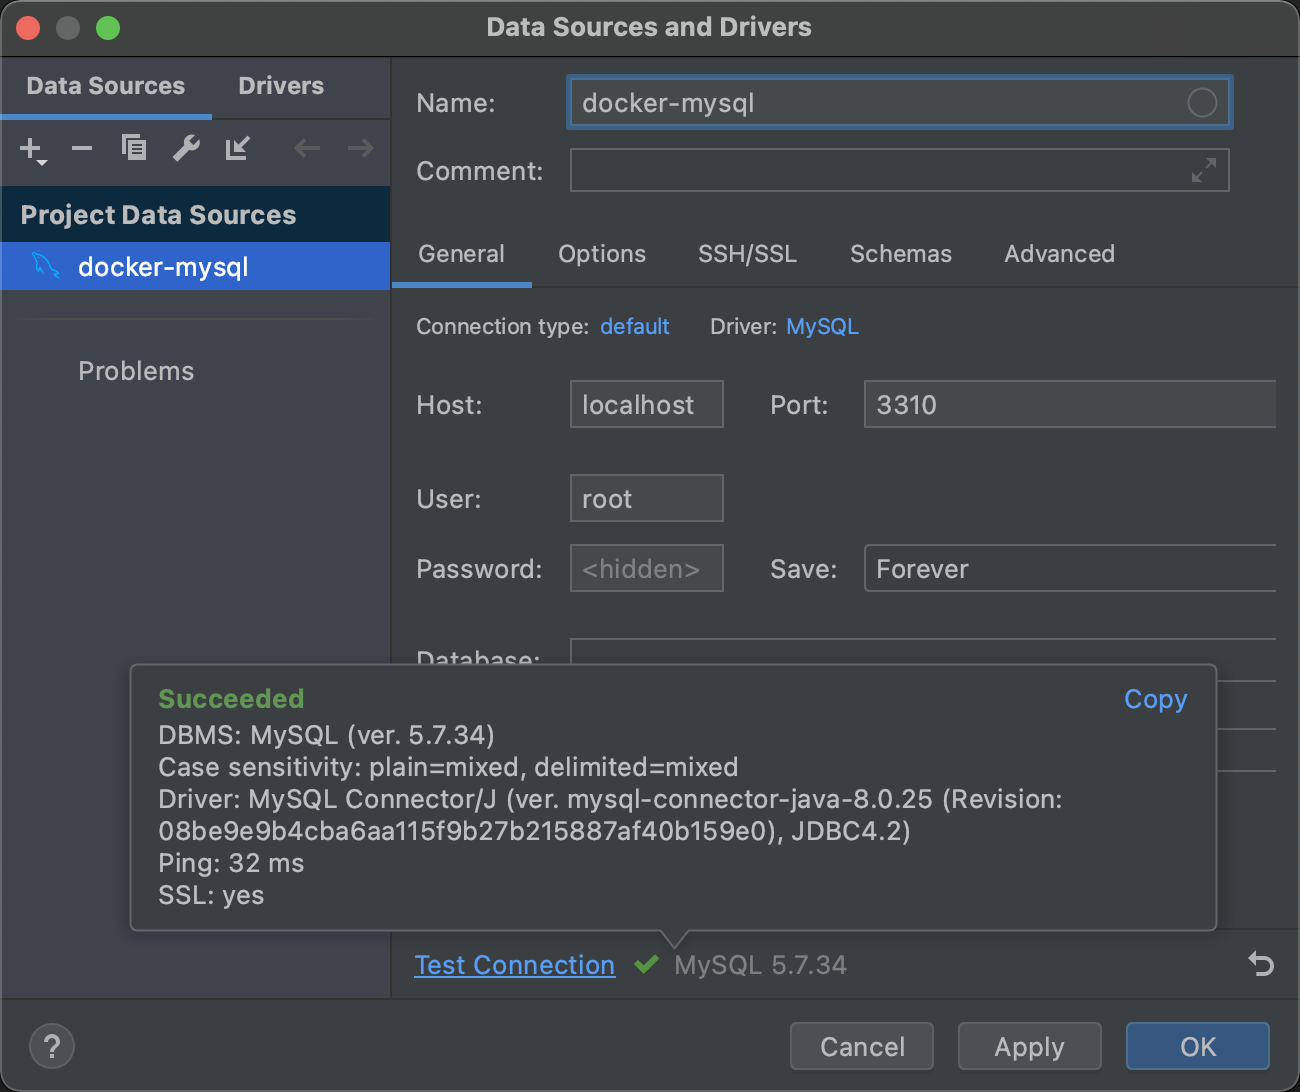 Data Sources and Drivers
Data Sources Drivers
Project Data Sources
docker-mysql
Problems
Name: docker-mysql
Comment:
General Options SSH/SSL Schemas Advanced
Connection type: default Driver: MySQL
Host: localhost Port: 3310
User: root
Password: <hidden> Save: Forever
Database:
Succeeded Copy
DBMS: MySQL (ver. 5.7.34)
Case sensitivity: plain=mixed, delimited=mixed
Driver: MySQL Connector/J (ver. mysql-connector-java-8.0.25 (Revision:
08be9e9b4cba6aa115f9b27b215887af40b159e0), JDBC4.2)
Ping: 32 ms
SSL: yes
Test Connection MySQL 5.7.34
? Cancel Apply OK